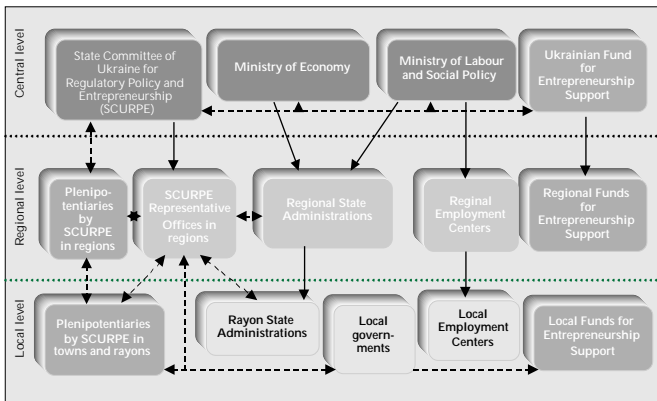 Central level
State Committee of
Ukraine for
Regulatory Policy and
Entrepreneurship
(SCURPE)
Ministry of Economy
Ministry of Labour
and Social Policy
Ukrainian Fund
for
Entrepreneurship
Support
Regional level
Plenipo-
tentiaries
by SCURPE
in regions
SCURPE
Representative
Offices in
regions
Regional State
Administrations
Reginal
Employment
Centers
Regional Funds
for
Entrepreneurship
Support
Local level
Plenipotentiaries
by SCURPE in
towns and rayons
Rayon State
Administrations
Local
govern-
ments
Local
Employment
Centers
Local Funds for
Entrepreneurship
Support